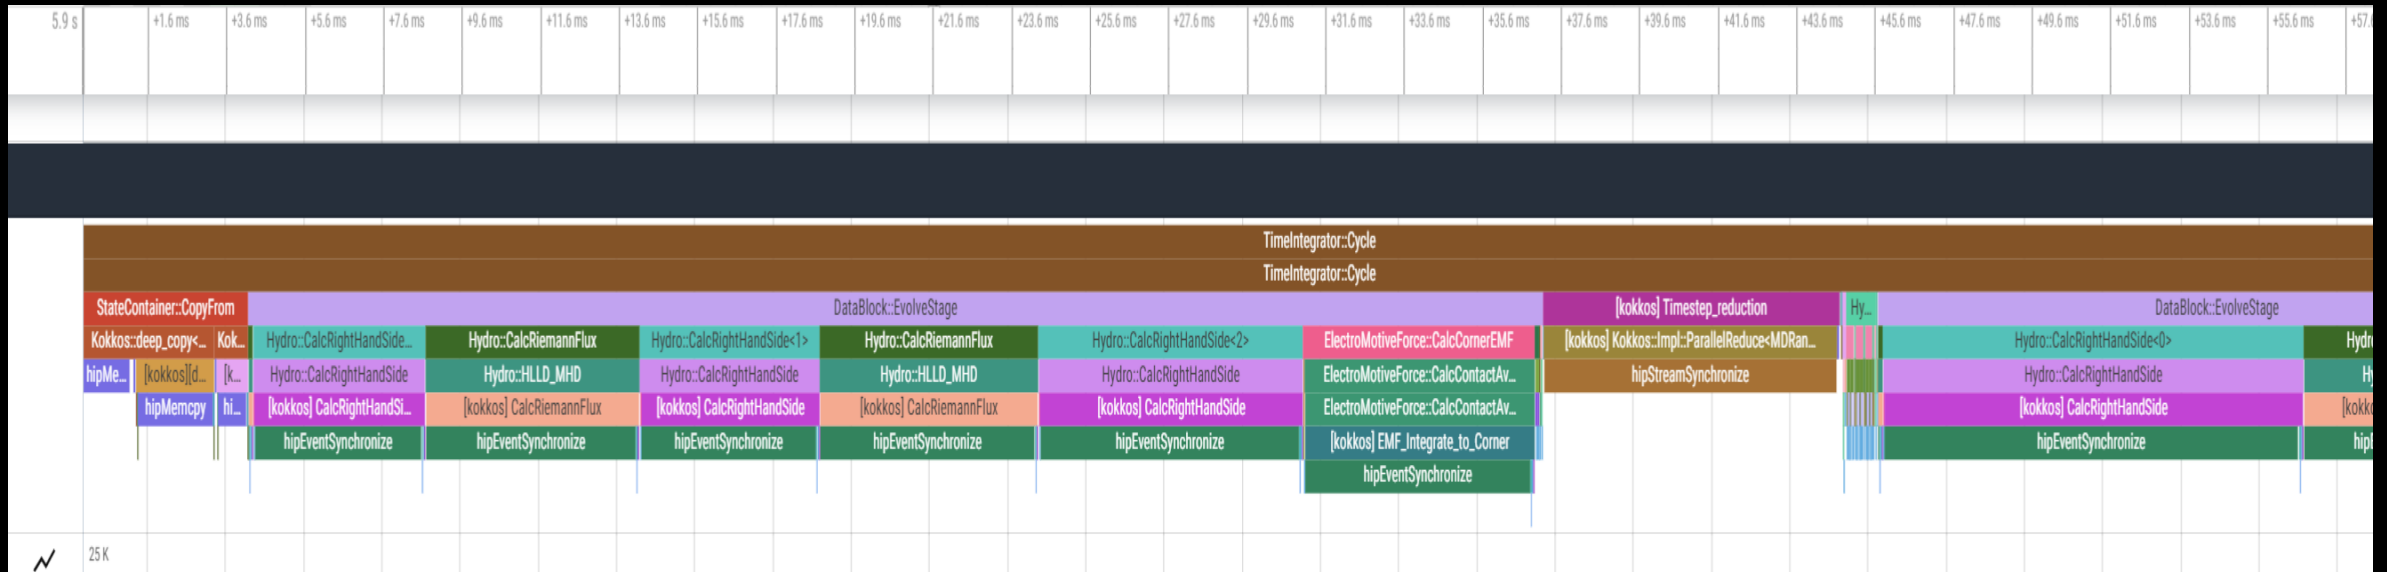 5.9 s +1.6 ms +3.6 ms +5.6 ms +7.6 ms +9.6 ms +11.6 ms +13.6 ms +15.6 ms +17.6 ms +19.6 ms +21.6 ms +23.6 ms +25.6 ms +27.6 ms +29.6 ms +31.6 ms +33.6 ms +35.6 ms +37.6 ms +39.6 ms +41.6 ms +43.6 ms +45.6 ms +47.6 ms +49.6 ms +51.6 ms +53.6 ms +55.6 ms +57.
TimeIntegrator::Cycle
TimeIntegrator::Cycle
StateContainer::CopyFrom DataBlock::EvolveStage [kokkos] Timestep_reduction Hy... DataBlock::EvolveStage
Kokkos::deep_copy<... Kok... Hydro::CalcRightHandSide... Hydro::CalcRiemannFlux Hydro::CalcRightHandSide<1> Hydro::CalcRiemannFlux Hydro::CalcRightHandSide<2> ElectroMotiveForce::CalcCornerEMF [kokkos] Kokkos::Impl::ParallelReduce<MDRan... Hydro::CalcRightHandSide<0> Hydr
hipMe... [kokkos][d... [k... Hydro::CalcRightHandSide Hydro::HLLD_MHD Hydro::CalcRightHandSide Hydro::HLLD_MHD Hydro::CalcRightHandSide ElectroMotiveForce::CalcContactAv... hipStreamSynchronize Hydro::CalcRightHandSide Hy
hipMemcpy hi... [kokkos] CalcRightHandSi... [kokkos] CalcRiemannFlux [kokkos] CalcRightHandSide [kokkos] CalcRiemannFlux [kokkos] CalcRightHandSide ElectroMotiveForce::CalcContactAv... [kokkos] CalcRightHandSide [kokk
hipEventSynchronize hipEventSynchronize hipEventSynchronize hipEventSynchronize hipEventSynchronize [kokkos] EMF_Integrate_to_Corner hipEventSynchronize hipE
hipEventSynchronize
25 K